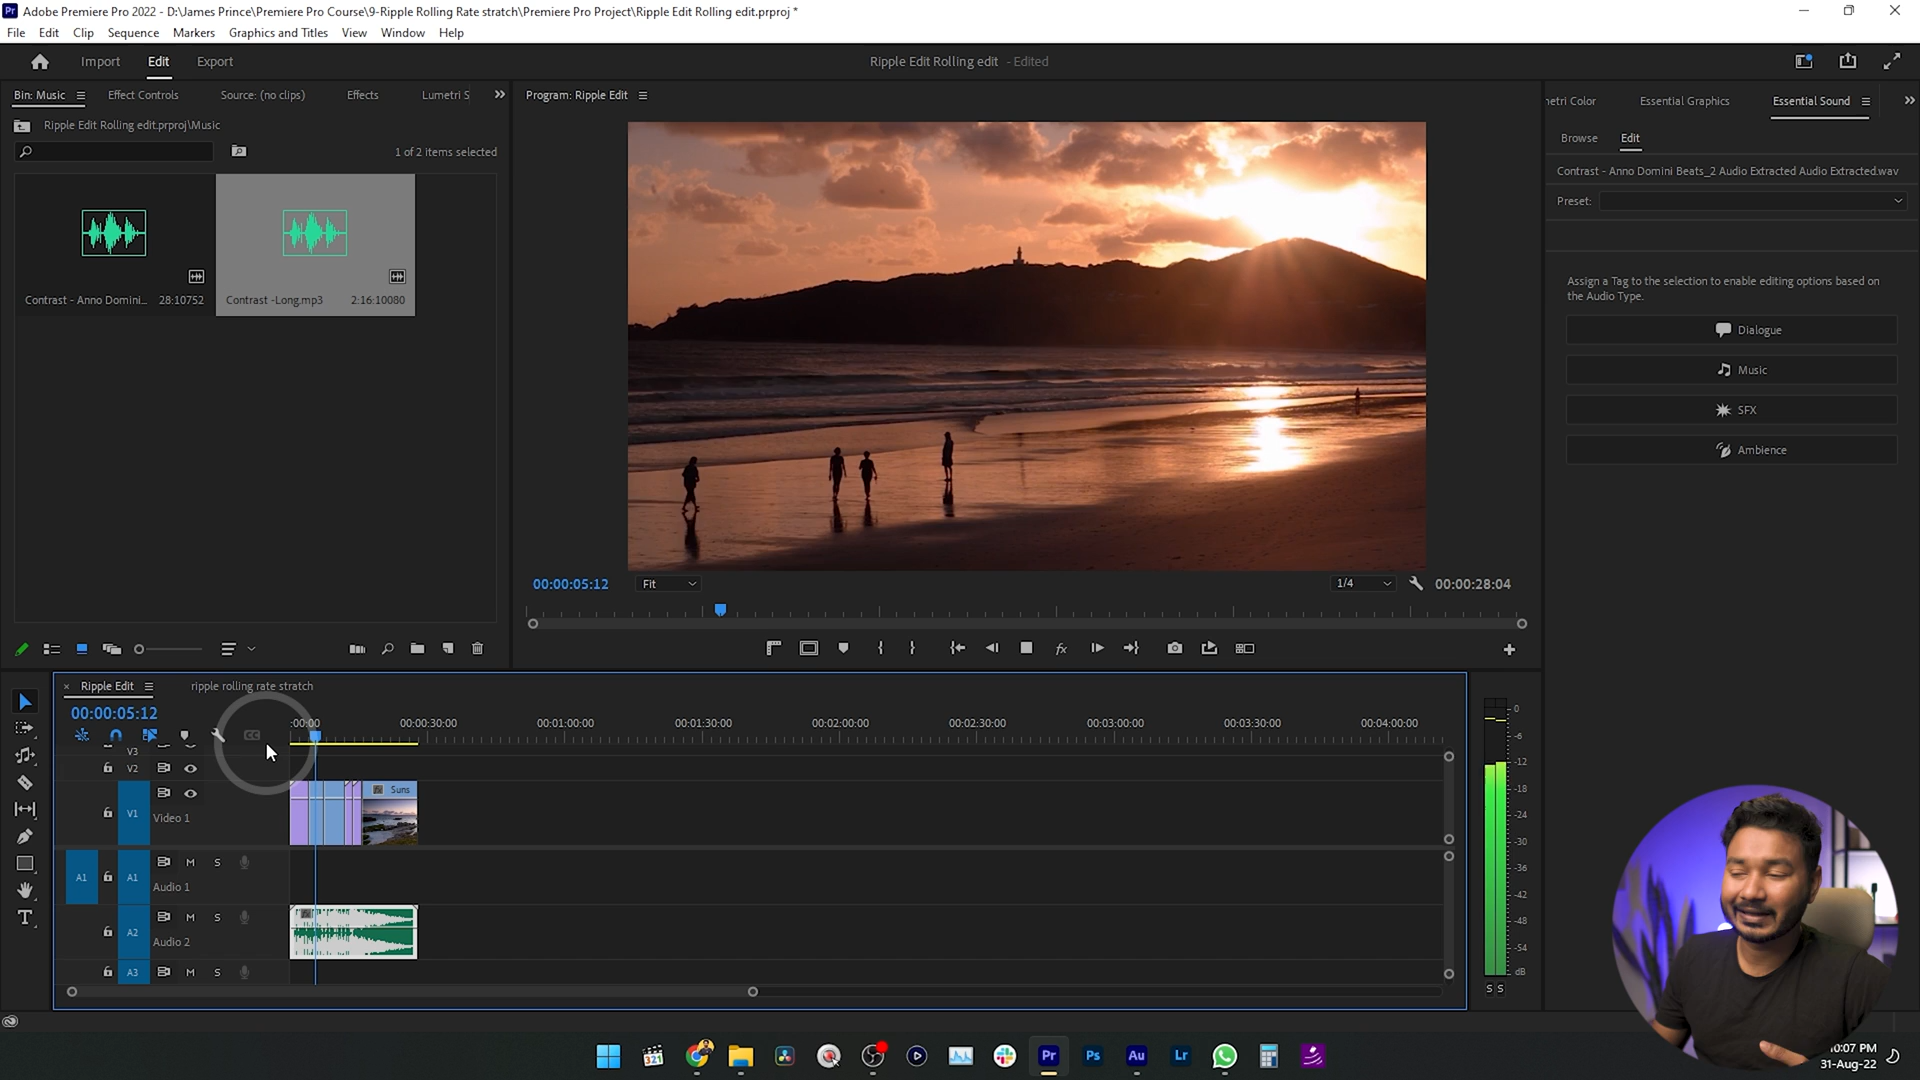 Pr Adobe Premiere Pro 2022 - D:\James Prince\Premiere Pro Course\9-Ripple Rolling Rate stratch\Premiere Pro Project\Ripple Edit Rolling edit.prproj *
File Edit Clip Sequence Markers Graphics and Titles View Window Help
Import Edit Export
Ripple Edit Rolling edit - Edited
Bin: Music Effect Controls Source: (no clips) Effects Lumetri S
Ripple Edit Rolling edit.prproj\Music
1 of 2 items selected
Contrast - Anno Domini... 28:10752
Contrast -Long.mp3 2:16:10080
Program: Ripple Edit
00:00:05:12 Fit 1/4 00:00:28:04
etri Color Essential Graphics Essential Sound
Browse Edit
Contrast - Anno Domini Beats_2 Audio Extracted Audio Extracted.wav
Preset:
Assign a Tag to the selection to enable editing options based on
the Audio Type.
Dialogue
Music
SFX
Ambience
Ripple Edit ripple rolling rate stratch
00:00:05:12
:00:00 00:00:30:00 00:01:00:00 00:01:30:00 00:02:00:00 00:02:30:00 00:03:00:00 00:03:30:00 00:04:00:00
CC
V3
V2
V1 Video 1
fx Suns
A1 A1 M S
Audio 1
A2 M S
Audio 2
A3 M S
0
-6
-12
-18
-24
-30
-36
-42
-48
-54
dB
S S
321 Pr Ps Au Lr
10:07 PM
31-Aug-22